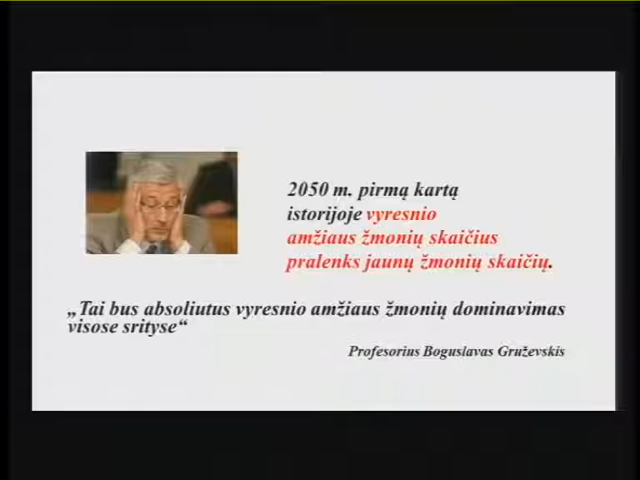 2050 m. pirmą kartą
istorijoje vyresnio
amžiaus žmonių skaičius
pralenks jaunų žmonių skaičių.
„Tai bus absoliutus vyresnio amžiaus žmonių dominavimas
visose srityse“
Profesorius Boguslavas Gruževskis